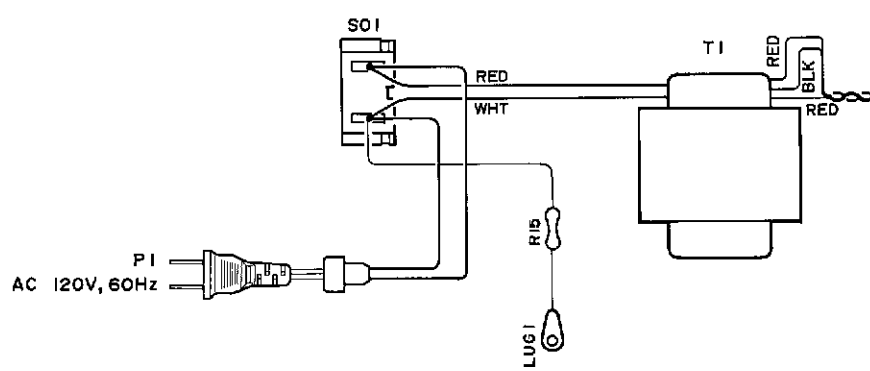 SO1
RED
WHT
T1
RED
BLK
RED
R15
P1
AC 120V, 60Hz
LUG1